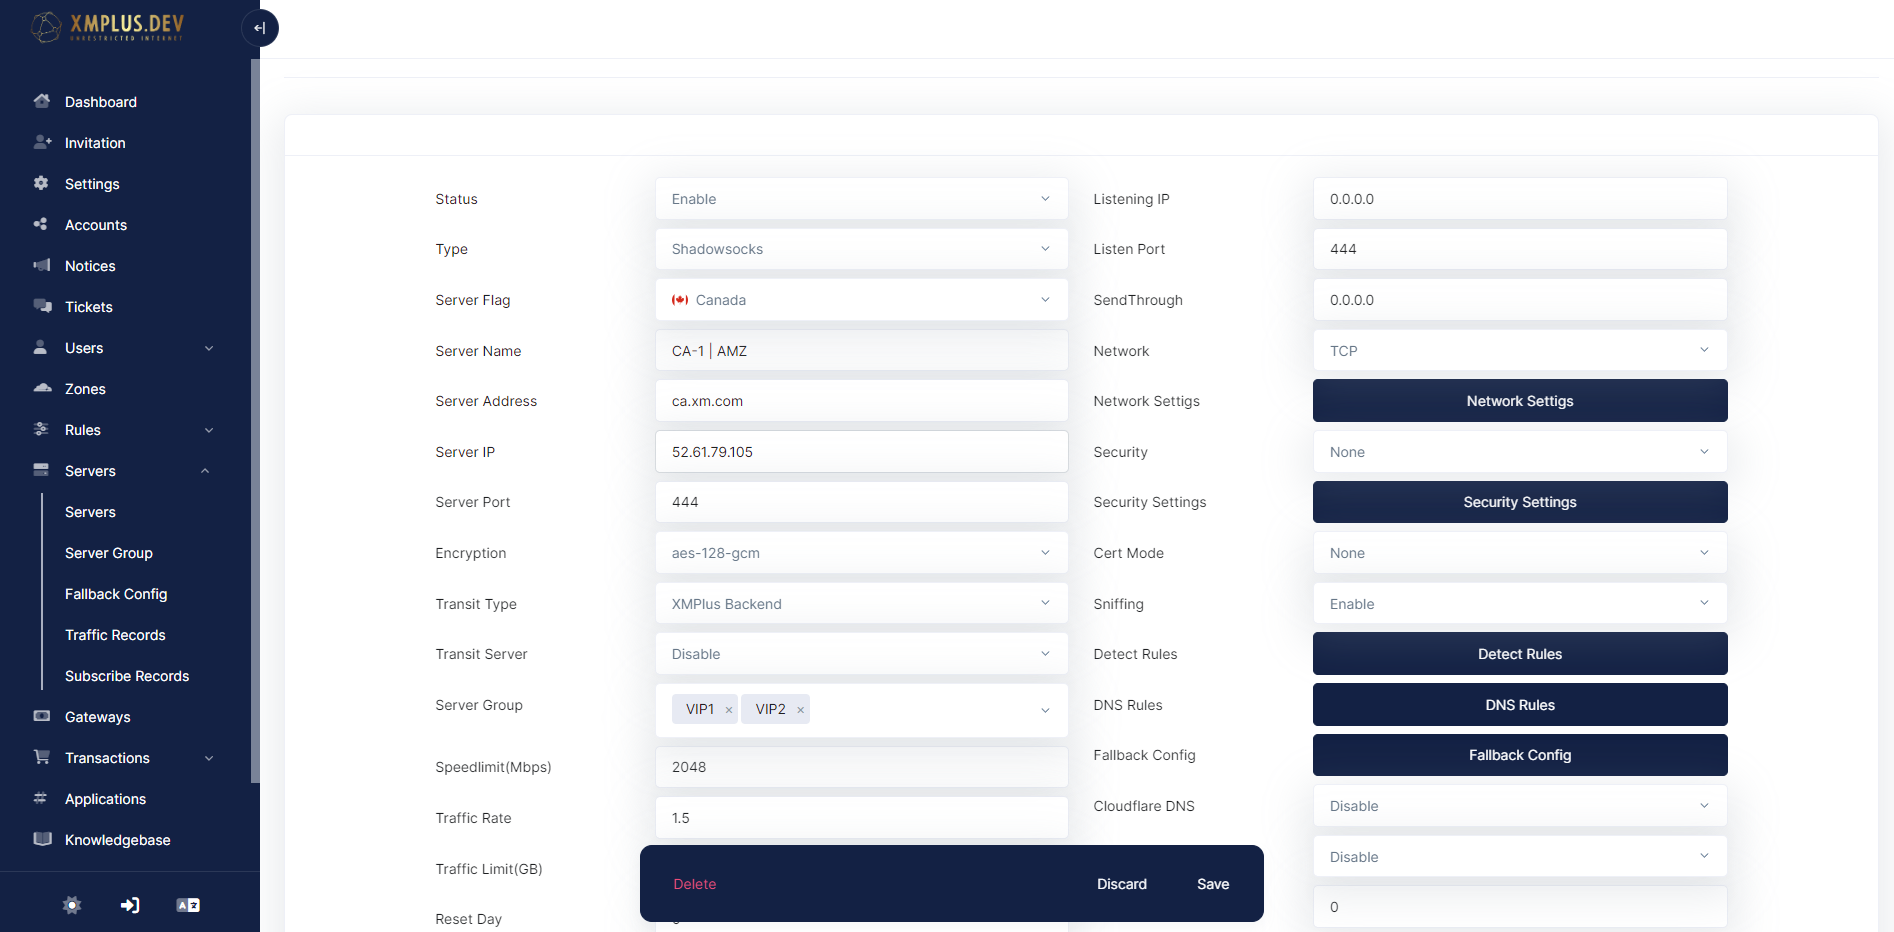 XMPLUS.DEV
UNRESTRICTED INTERNET
Dashboard
Invitation
Settings
Accounts
Notices
Tickets
Users
Zones
Rules
Servers
Servers
Server Group
Fallback Config
Traffic Records
Subscribe Records
Gateways
Transactions
Applications
Knowledgebase
Status
Enable
Type
Shadowsocks
Server Flag
Canada
Server Name
CA-1 | AMZ
Server Address
ca.xm.com
Server IP
52.61.79.105
Server Port
444
Encryption
aes-128-gcm
Transit Type
XMPlus Backend
Transit Server
Disable
Server Group
VIP1 × VIP2 ×
Speedlimit(Mbps)
2048
Traffic Rate
1.5
Traffic Limit(GB)
Reset Day
Listening IP
0.0.0.0
Listen Port
444
SendThrough
0.0.0.0
Network
TCP
Network Settigs
Network Settigs
Security
None
Security Settings
Security Settings
Cert Mode
None
Sniffing
Enable
Detect Rules
Detect Rules
DNS Rules
DNS Rules
Fallback Config
Fallback Config
Cloudflare DNS
Disable
Disable
0
Delete
Discard
Save